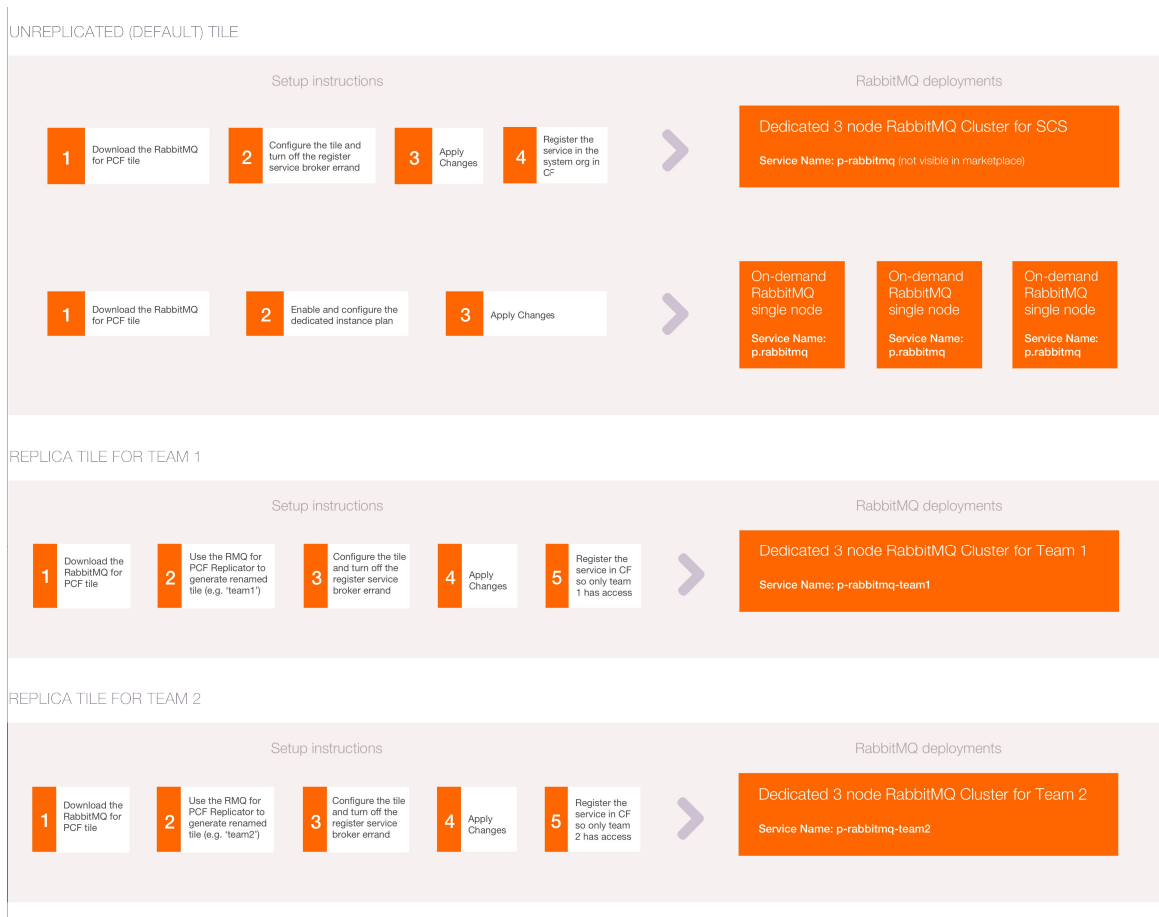 UNREPLICATED (DEFAULT) TILE
Setup instructions
RabbitMQ deployments
1
Download the RabbitMQ
for PCF tile
2
Configure the tile and
turn off the register
service broker errand
3
Apply
Changes
4
Register the
service in the
system org in
CF
Dedicated 3 node RabbitMQ Cluster for SCS
Service Name: p-rabbitmq (not visible in marketplace)
1
Download the RabbitMQ
for PCF tile
2
Enable and configure the
dedicated instance plan
3
Apply Changes
On-demand
RabbitMQ
single node
Service Name:
p.rabbitmq
On-demand
RabbitMQ
single node
Service Name:
p.rabbitmq
On-demand
RabbitMQ
single node
Service Name:
p.rabbitmq
REPLICA TILE FOR TEAM 1
Setup instructions
RabbitMQ deployments
1
Download the
RabbitMQ for
PCF tile
2
Use the RMQ for
PCF Replicator to
generate renamed
tile (e.g. 'team1')
3
Configure the tile
and turn off the
register service
broker errand
4
Apply
Changes
5
Register the
service in CF
so only team
1 has access
Dedicated 3 node RabbitMQ Cluster for Team 1
Service Name: p-rabbitmq-team1
REPLICA TILE FOR TEAM 2
Setup instructions
RabbitMQ deployments
1
Download the
RabbitMQ for
PCF tile
2
Use the RMQ for
PCF Replicator to
generate renamed
tile (e.g. 'team2')
3
Configure the tile
and turn off the
register service
broker errand
4
Apply
Changes
5
Register the
service in CF
so only team
2 has access
Dedicated 3 node RabbitMQ Cluster for Team 2
Service Name: p-rabbitmq-team2